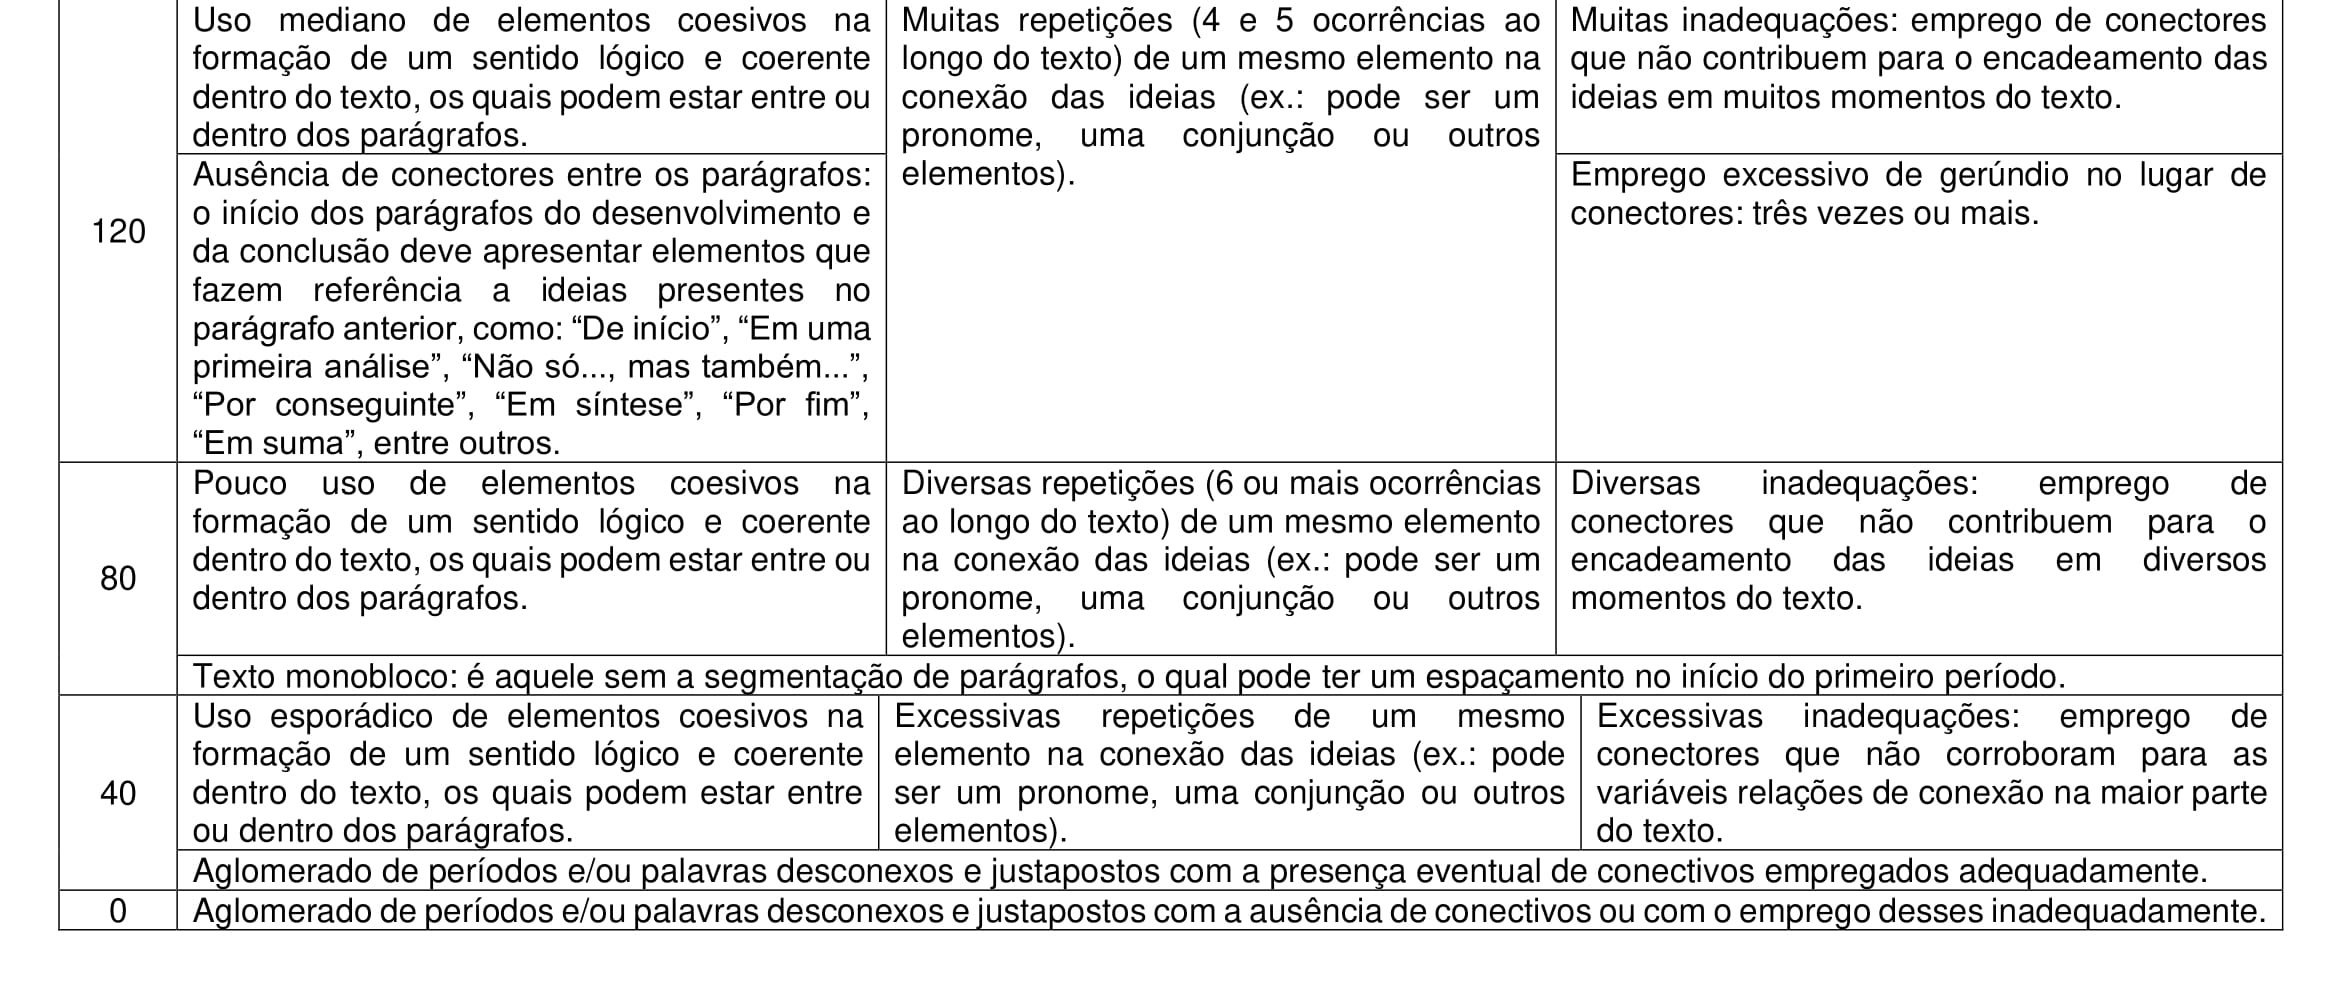 120
Uso mediano de elementos coesivos na
formação de um sentido lógico e coerente
dentro do texto, os quais podem estar entre ou
dentro dos parágrafos.
Ausência de conectores entre os parágrafos:
o início dos parágrafos do desenvolvimento e
da conclusão deve apresentar elementos que
fazem referência a ideias presentes no
parágrafo anterior, como: “De início”, “Em uma
primeira análise”, “Não só..., mas também...”,
“Por conseguinte”, “Em síntese”, “Por fim”,
“Em suma”, entre outros.
Muitas repetições (4 e 5 ocorrências ao
longo do texto) de um mesmo elemento na
conexão das ideias (ex.: pode ser um
pronome, uma conjunção ou outros
elementos).
Muitas inadequações: emprego de conectores
que não contribuem para o encadeamento das
ideias em muitos momentos do texto.
Emprego excessivo de gerúndio no lugar de
conectores: três vezes ou mais.
80
Pouco uso de elementos coesivos na
formação de um sentido lógico e coerente
dentro do texto, os quais podem estar entre ou
dentro dos parágrafos.
Diversas repetições (6 ou mais ocorrências
ao longo do texto) de um mesmo elemento
na conexão das ideias (ex.: pode ser um
pronome, uma conjunção ou outros
elementos).
Diversas inadequações: emprego de
conectores que não contribuem para o
encadeamento das ideias em diversos
momentos do texto.
Texto monobloco: é aquele sem a segmentação de parágrafos, o qual pode ter um espaçamento no início do primeiro período.
40
Uso esporádico de elementos coesivos na
formação de um sentido lógico e coerente
dentro do texto, os quais podem estar entre
ou dentro dos parágrafos.
Excessivas repetições de um mesmo
elemento na conexão das ideias (ex.: pode
ser um pronome, uma conjunção ou outros
elementos).
Excessivas inadequações: emprego de
conectores que não corroboram para as
variáveis relações de conexão na maior parte
do texto.
Aglomerado de períodos e/ou palavras desconexos e justapostos com a presença eventual de conectivos empregados adequadamente.
0
Aglomerado de períodos e/ou palavras desconexos e justapostos com a ausência de conectivos ou com o emprego desses inadequadamente.